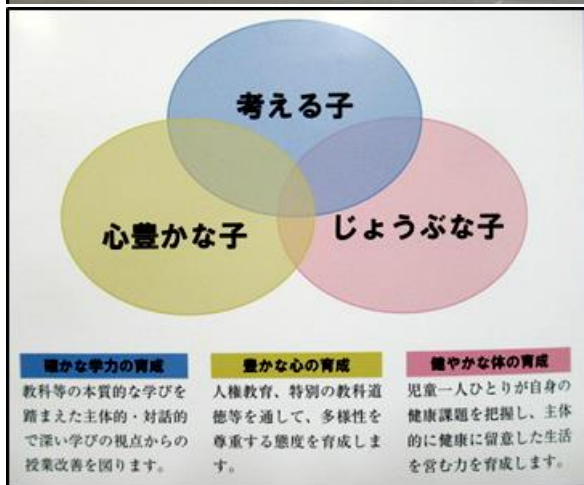 考える子
心豊かな子
じょうぶな子
確かな学力の育成
教科等の本質的な学びを
踏まえた主体的・対話的
で深い学びの視点からの
授業改善を図ります。
豊かな心の育成
人権教育、特別の教科道
徳等を通して、多様性を
尊重する態度を育成しま
す。
健やかな体の育成
児童一人ひとりが自身の
健康課題を把握し、主体
的に健康に留意した生活
を営む力を育成します。